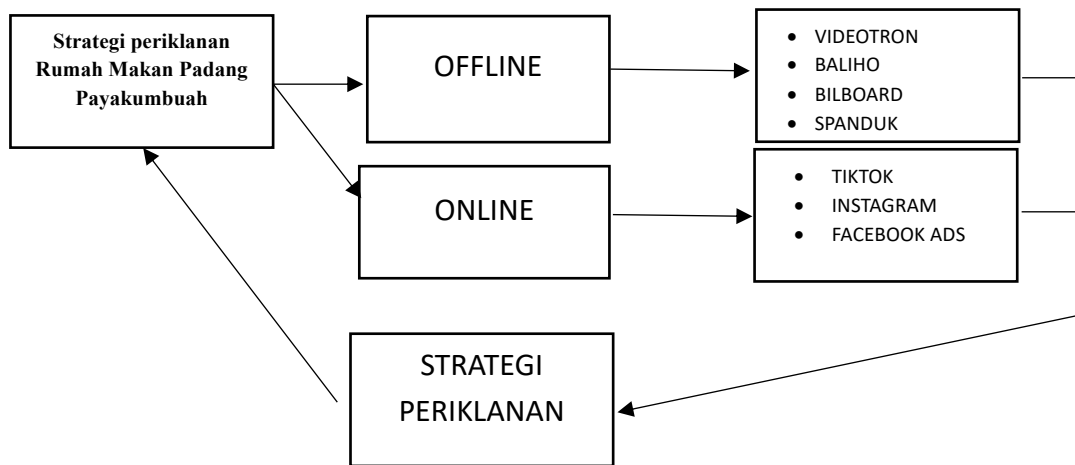 Strategi periklanan
Rumah Makan Padang
Payakumbuah
OFFLINE
• VIDEOTRON
• BALIHO
• BILBOARD
• SPANDUK
ONLINE
• TIKTOK
• INSTAGRAM
• FACEBOOK ADS
STRATEGI
PERIKLANAN